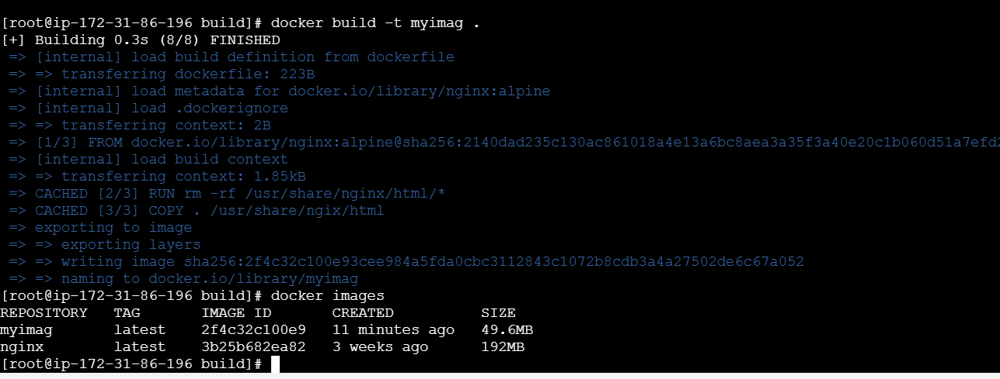 [root@ip-172-31-86-196 build]# docker build -t myimag .
[+] Building 0.3s (8/8) FINISHED
=> [internal] load build definition from dockerfile
=> => transferring dockerfile: 223B
=> [internal] load metadata for docker.io/library/nginx:alpine
=> [internal] load .dockerignore
=> => transferring context: 2B
=> [1/3] FROM docker.io/library/nginx:alpine@sha256:2140dad235c130ac861018a4e13a6bc8aea3a35f3a40e20c1b060d51a7efd2
=> [internal] load build context
=> => transferring context: 1.85kB
=> CACHED [2/3] RUN rm -rf /usr/share/nginx/html/*
=> CACHED [3/3] COPY . /usr/share/ngix/html
=> exporting to image
=> => exporting layers
=> => writing image sha256:2f4c32c100e93cee984a5fda0cbc3112843c1072b8cdb3a4a27502de6c67a052
=> => naming to docker.io/library/myimag
[root@ip-172-31-86-196 build]# docker images
REPOSITORY TAG IMAGE ID CREATED SIZE
myimag latest 2f4c32c100e9 11 minutes ago 49.6MB
nginx latest 3b25b682ea82 3 weeks ago 192MB
[root@ip-172-31-86-196 build]#